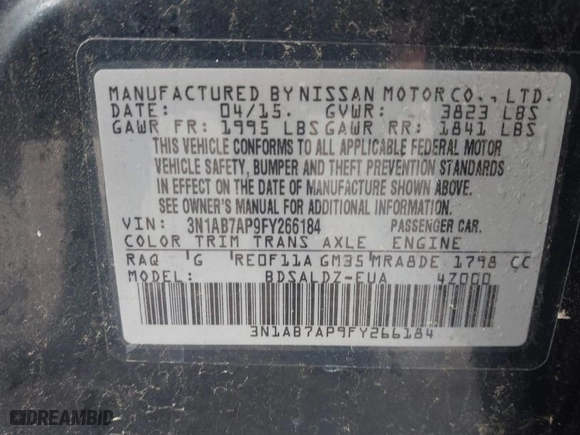 MANUFACTURED BY NISSAN MOTOR CO., LTD.
DATE: 04/15. GVWR: 3823 LBS
GAWR FR: 1995 LBS GAWR RR: 1841 LBS
THIS VEHICLE CONFORMS TO ALL APPLICABLE FEDERAL MOTOR
VEHICLE SAFETY, BUMPER AND THEFT PREVENTION STANDARDS
IN EFFECT ON THE DATE OF MANUFACTURE SHOWN ABOVE.
SEE OWNER'S MANUAL FOR ADDITIONAL INFORMATION.
VIN: 3N1AB7AP9FY266184 PASSENGER CAR.
COLOR TRIM TRANS AXLE ENGINE
RAQ G RE0F11A GM35 MRA8DE 1798 CC
MODEL: BDSALDZ-EUA 4Z000
3N1AB7AP9FY266184
DREAMBID